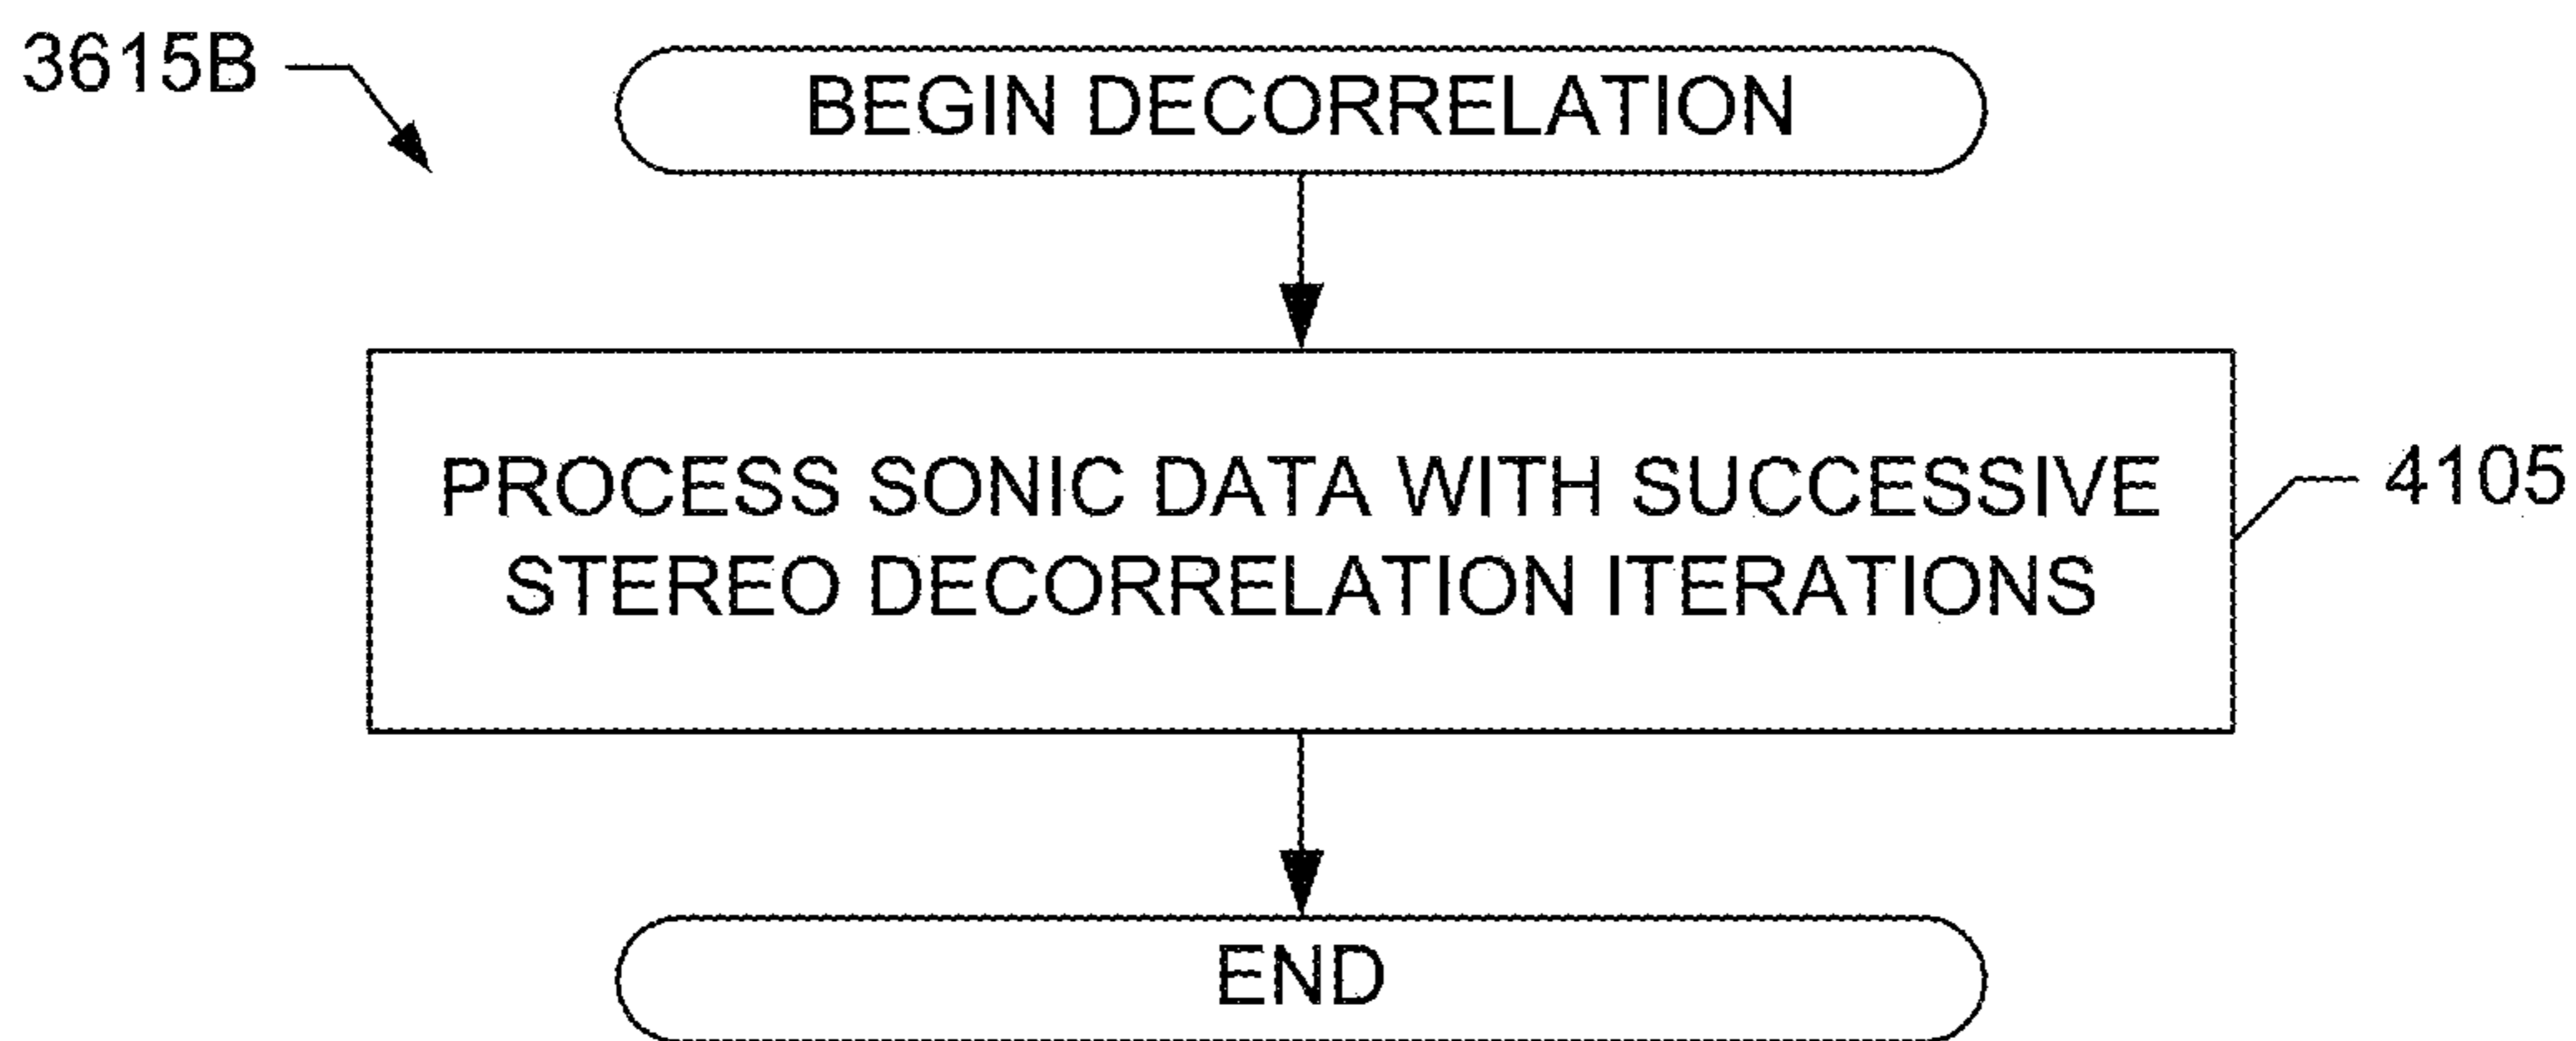 3615B
BEGIN DECORRELATION
PROCESS SONIC DATA WITH SUCCESSIVE
STEREO DECORRELATION ITERATIONS
4105
END